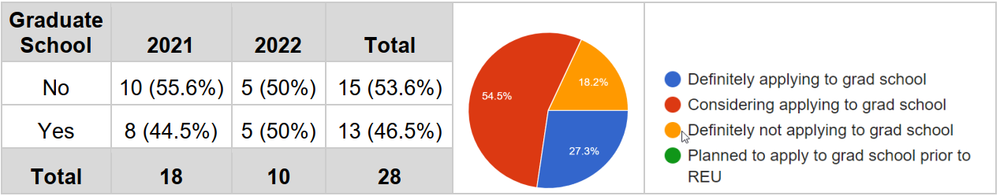 Graduate School 2021 2022 Total
No 10 (55.6%) 5 (50%) 15 (53.6%)
Yes 8 (44.5%) 5 (50%) 13 (46.5%)
Total 18 10 28
54.5%
18.2%
27.3%
Definitely applying to grad school
Considering applying to grad school
Definitely not applying to grad school
Planned to apply to grad school prior to
REU